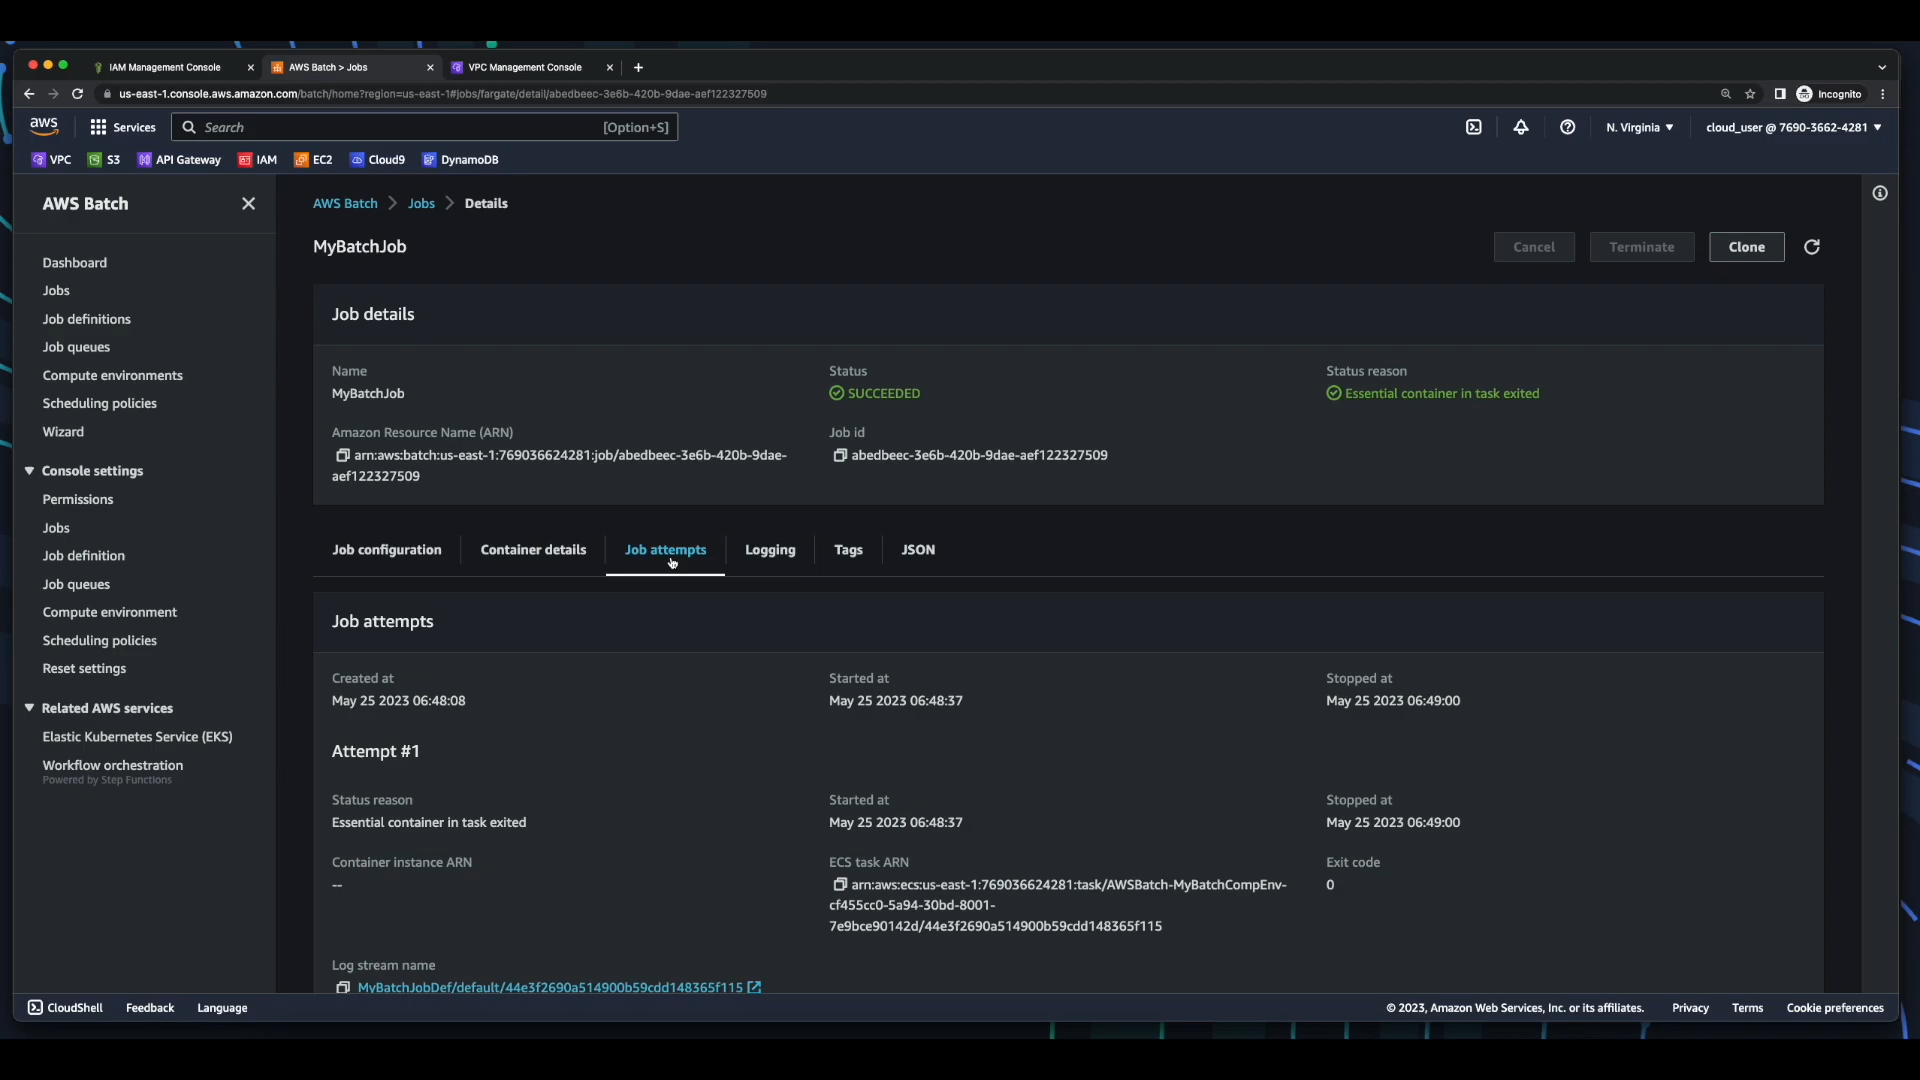 IAM Management Console
AWS Batch > Jobs
VPC Management Console
us-east-1.console.aws.amazon.com/batch/home?region=us-east-1#jobs/fargate/detail/abedbeec-3e6b-420b-9dae-aef122327509
Incognito
aws
Services
Search
[Option+S]
N. Virginia
cloud_user @ 7690-3662-4281
VPC
S3
API Gateway
IAM
EC2
Cloud9
DynamoDB
AWS Batch
Dashboard
Jobs
Job definitions
Job queues
Compute environments
Scheduling policies
Wizard
Console settings
Permissions
Jobs
Job definition
Job queues
Compute environment
Scheduling policies
Reset settings
Related AWS services
Elastic Kubernetes Service (EKS)
Workflow orchestration
Powered by Step Functions
AWS Batch > Jobs > Details
MyBatchJob
Cancel
Terminate
Clone
Job details
Name
MyBatchJob
Status
SUCCEEDED
Status reason
Essential container in task exited
Amazon Resource Name (ARN)
arn:aws:batch:us-east-1:769036624281:job/abedbeec-3e6b-420b-9dae-
aef122327509
Job id
abedbeec-3e6b-420b-9dae-aef122327509
Job configuration
Container details
Job attempts
Logging
Tags
JSON
Job attempts
Created at
May 25 2023 06:48:08
Started at
May 25 2023 06:48:37
Stopped at
May 25 2023 06:49:00
Attempt #1
Status reason
Essential container in task exited
Started at
May 25 2023 06:48:37
Stopped at
May 25 2023 06:49:00
Container instance ARN
--
ECS task ARN
arn:aws:ecs:us-east-1:769036624281:task/AWSBatch-MyBatchCompEnv-
cf455cc0-5a94-30bd-8001-
7e9bce90142d/44e3f2690a514900b59cdd148365f115
Exit code
0
Log stream name
MyBatchJobDef/default/44e3f2690a514900b59cdd148365f115
CloudShell
Feedback
Language
© 2023, Amazon Web Services, Inc. or its affiliates.
Privacy
Terms
Cookie preferences